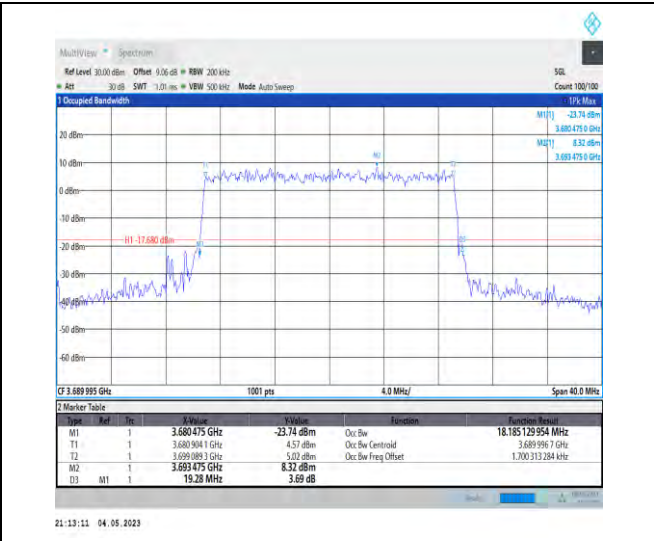 MultiView Spectrum
Ref Level 30.00 dBm Offset 9.06 dB RBW 200 kHz SGL
Att 30 dB SWT 1.01 ms VBW 500 kHz Mode Auto Sweep Count 100/100
1 Occupied Bandwidth 1Pk Max
M1[1] -23.74 dBm
3.680 475 0 GHz
20 dBm M2[1] 8.32 dBm
3.693 475 0 GHz
M2
10 dBm
0 dBm
-10 dBm
H1 -17.680 dBm
-20 dBm
-30 dBm
-40 dBm
-50 dBm
-60 dBm
CF 3.689 995 GHz 1001 pts 4.0 MHz/ Span 40.0 MHz
2 Marker Table
Type Ref Trc X-Value Y-Value Function Function Result
M1 1 3.680 475 GHz -23.74 dBm Occ Bw 18.185 129 954 MHz
T1 1 3.680 904 1 GHz 4.57 dBm Occ Bw Centroid 3.689 996 7 GHz
T2 1 3.699 089 3 GHz 5.02 dBm Occ Bw Freq Offset 1.700 313 284 kHz
M2 1 3.693 475 GHz 8.32 dBm
D3 M1 1 19.28 MHz 3.69 dB
21:13:11 04.05.2023